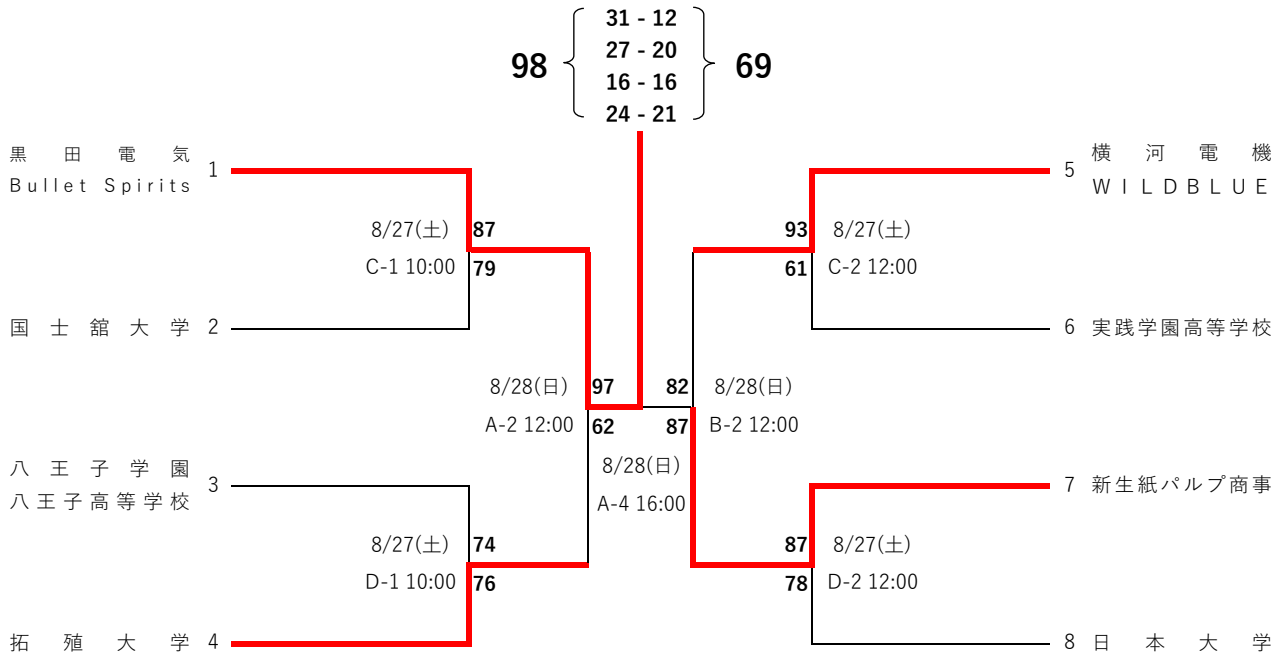 31 - 12
98 27 - 20 69
16 - 16
24 - 21
黒田電気 1 5 横河電機
Bullet Spirits ＷＩＬＤＢＬＵＥ
8/27(土) 87 93 8/27(土)
C-1 10:00 79 61 C-2 12:00
国士舘大学 2 6 実践学園高等学校
8/28(日) 97 82 8/28(日)
A-2 12:00 62 87 B-2 12:00
8/28(日)
A-4 16:00
八王子学園 3 7 新生紙パルプ商事
八王子高等学校
8/27(土) 74 87 8/27(土)
D-1 10:00 76 78 D-2 12:00
拓殖大学 4 8 日本大学